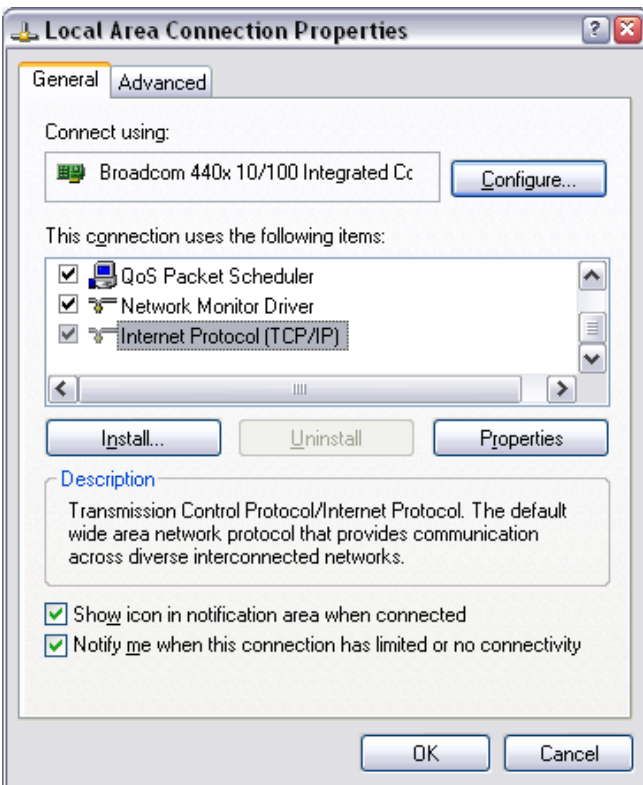 Local Area Connection Properties
General
Advanced
Connect using:
Broadcom 440x 10/100 Integrated Cc
Configure...
This connection uses the following items:
QoS Packet Scheduler
Network Monitor Driver
Internet Protocol (TCP/IP)
Install...
Uninstall
Properties
Description
Transmission Control Protocol/Internet Protocol. The default
wide area network protocol that provides communication
across diverse interconnected networks.
Show icon in notification area when connected
Notify me when this connection has limited or no connectivity
OK
Cancel